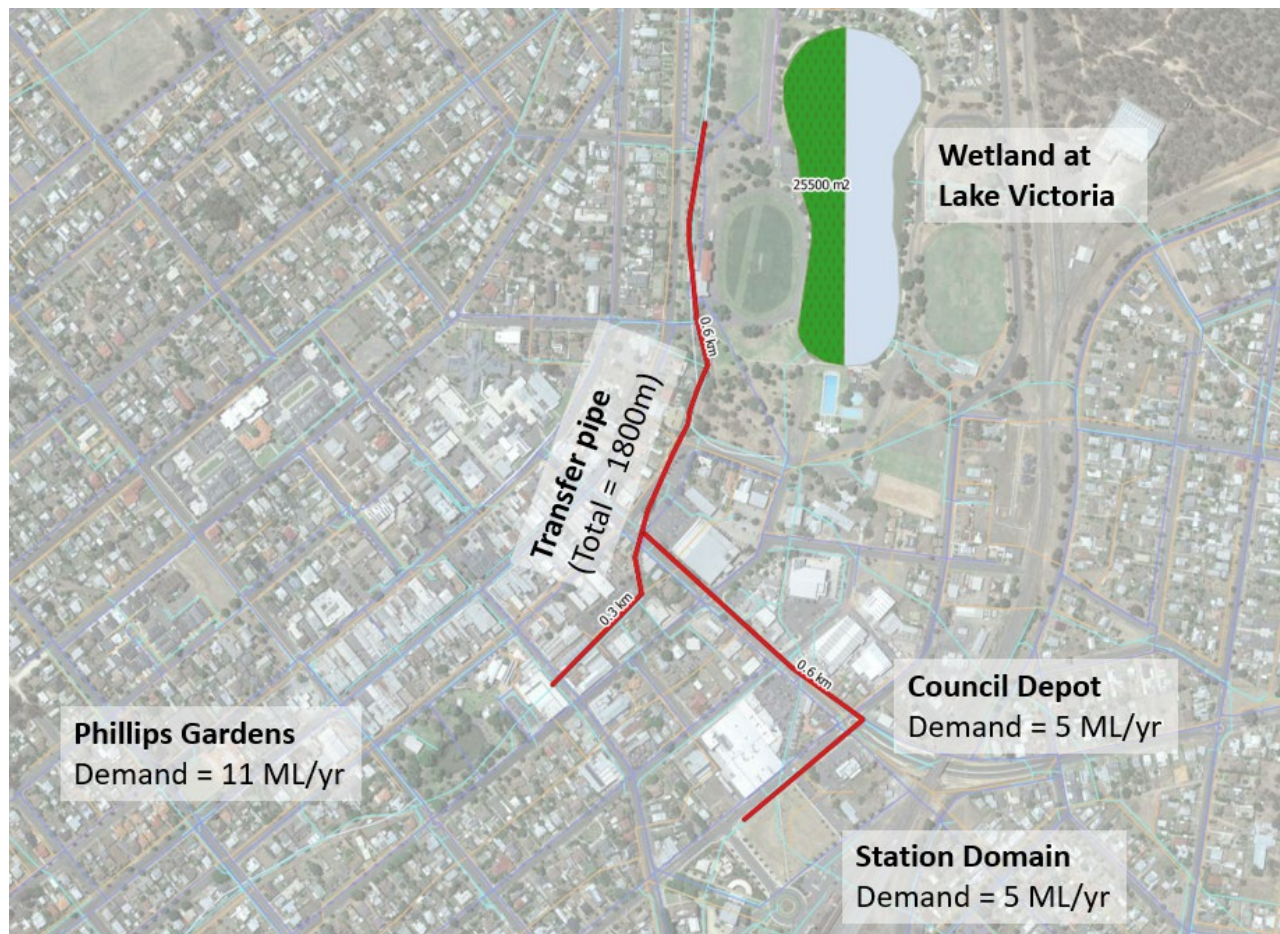 Wetland at
Lake Victoria
25500 m2
0.6 km
Transfer pipe
(Total = 1800m)
0.3 km
0.6 km
Council Depot
Demand = 5 ML/yr
Phillips Gardens
Demand = 11 ML/yr
Station Domain
Demand = 5 ML/yr